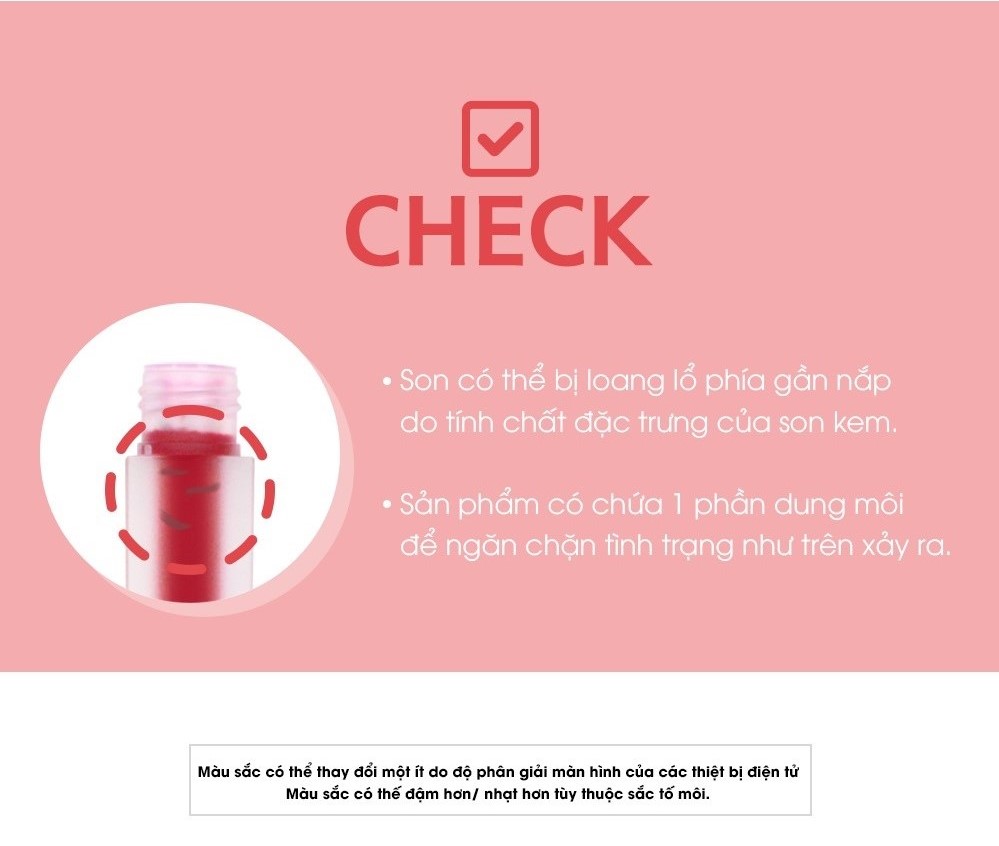 CHECK
• Son có thể bị loang lổ phía gần nắp
do tính chất đặc trưng của son kem.
• Sản phẩm có chứa 1 phần dung môi
để ngăn chặn tình trạng như trên xảy ra.
Màu sắc có thể thay đổi một ít do độ phân giải màn hình của các thiệt bị điện tử
Màu sắc có thế đậm hơn/ nhạt hơn tùy thuộc sắc tố môi.